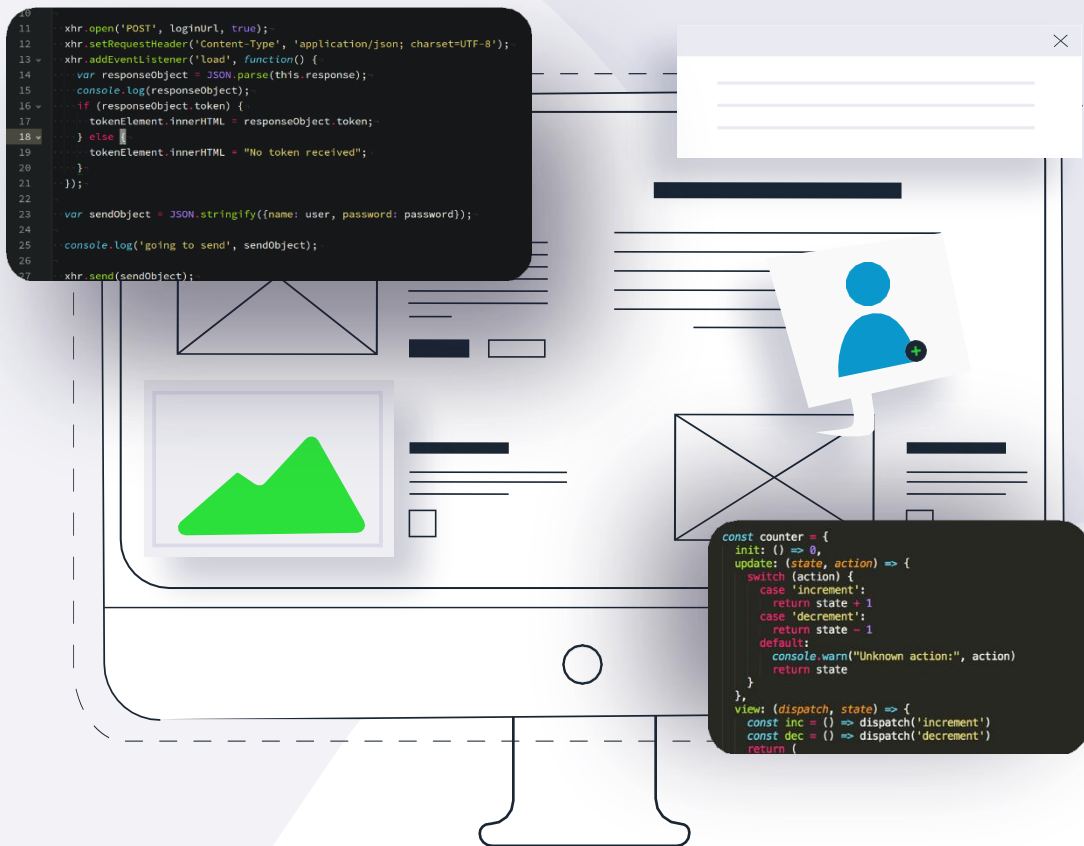 10
11 xhr.open('POST', loginUrl, true);
12 xhr.setRequestHeader('Content-Type', 'application/json; charset=UTF-8');
13 xhr.addEventListener('load', function() {
14 var responseObject = JSON.parse(this.response);
15 console.log(responseObject);
16 if (responseObject.token) {
17 tokenElement.innerHTML = responseObject.token;
18 } else {
19 tokenElement.innerHTML = "No token received";
20 }
21 });
22
23 var sendObject = JSON.stringify({name: user, password: password});
24
25 console.log('going to send', sendObject);
26
27 xhr.send(sendObject);
const counter = {
init: () => 0,
update: (state, action) => {
switch (action) {
case 'increment':
return state + 1
case 'decrement':
return state - 1
default:
console.warn("Unknown action:", action)
return state
}
},
view: (dispatch, state) => {
const inc = () => dispatch('increment')
const dec = () => dispatch('decrement')
return (